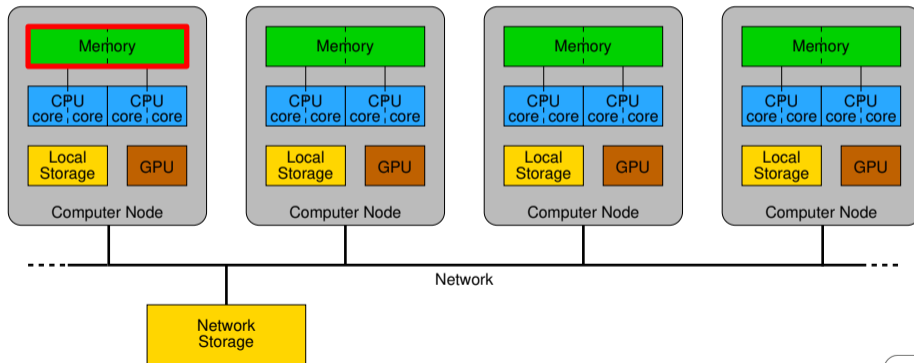 Memory Memory Memory Memory
CPU CPU CPU CPU CPU CPU CPU CPU
core core core core core core core core core core core core core core core core
Local Local Local Local
Storage GPU Storage GPU Storage GPU Storage GPU
Computer Node Computer Node Computer Node Computer Node
Network
Network
Storage